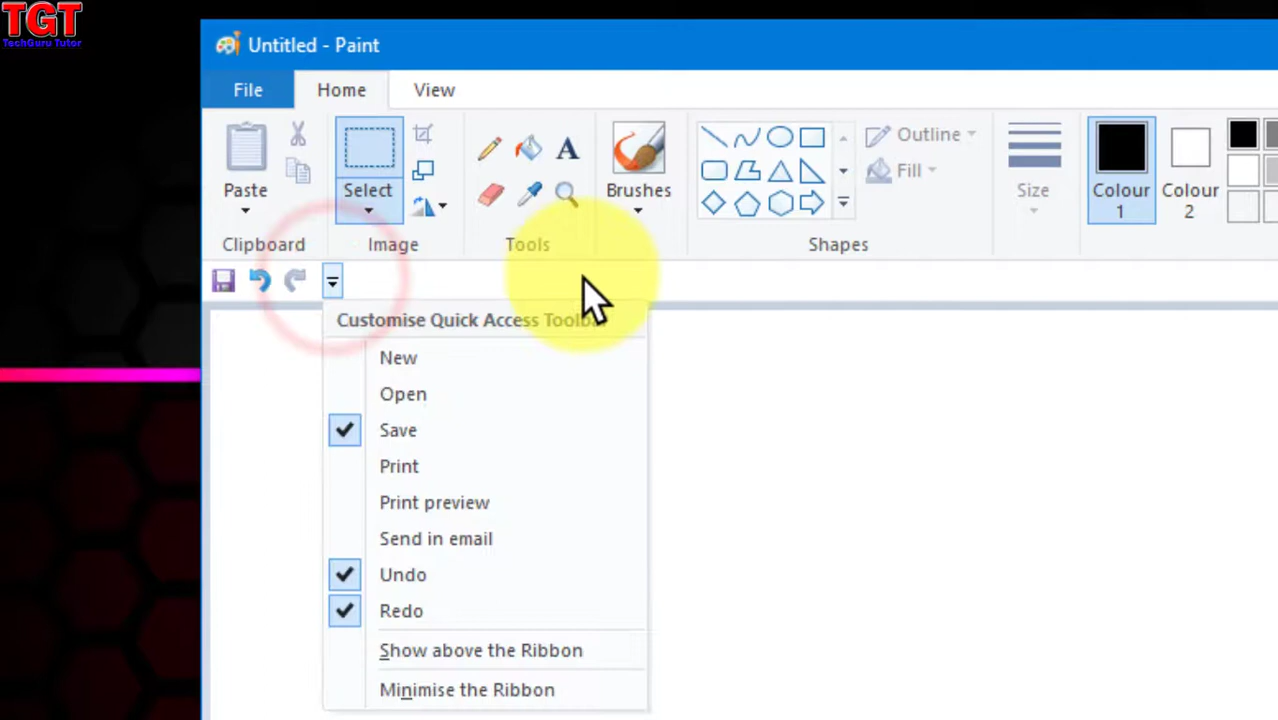 TGT
TechGuru Tutor
Untitled - Paint
File Home View
Paste
Select
A
Brushes
Outline
Fill
Size
Colour 1
Colour 2
Clipboard Image Tools Shapes
Customise Quick Access
New
Open
Save
Print
Print preview
Send in email
Undo
Redo
Show above the Ribbon
Minimise the Ribbon